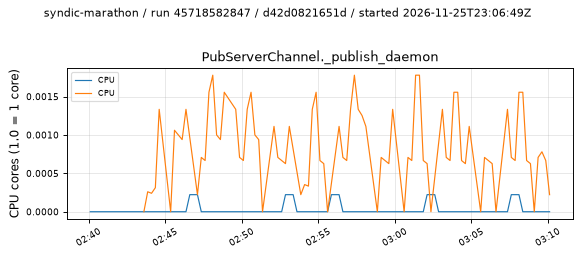 syndic-marathon / run 45718582847 / d42d0821651d / started 2026-11-25T23:06:49Z
PubServerChannel._publish_daemon
CPU
CPU
CPU cores (1.0 = 1 core)
0.0015
0.0010
0.0005
0.0000
02:40
02:45
02:50
02:55
03:00
03:05
03:10